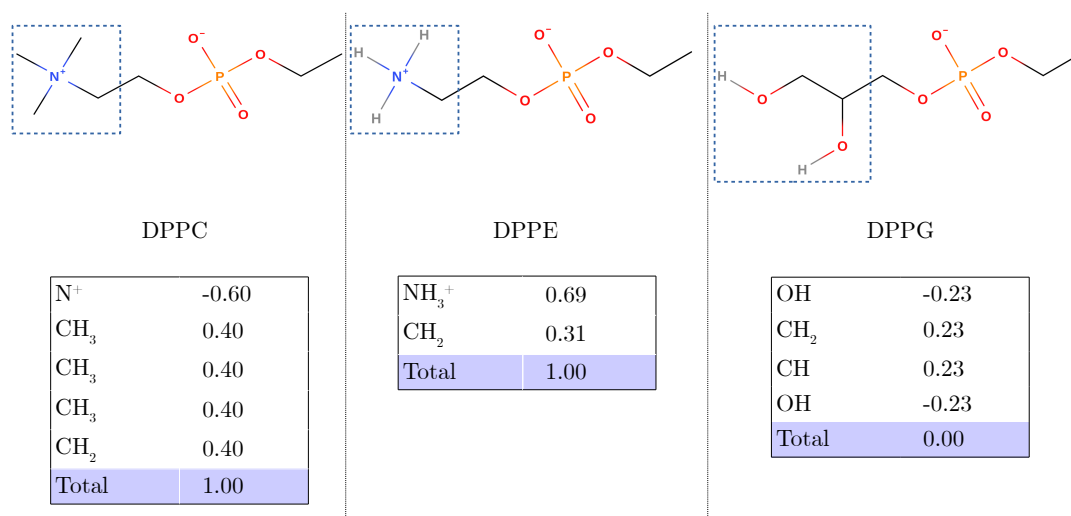 N⁺ O O⁻ P O O
H H N⁺ H O O⁻ P O O
H O O H O O⁻ P O O
DPPC
N⁺ -0.60
CH₃ 0.40
CH₃ 0.40
CH₃ 0.40
CH₂ 0.40
Total 1.00
DPPE
NH₃⁺ 0.69
CH₂ 0.31
Total 1.00
DPPG
OH -0.23
CH₂ 0.23
CH 0.23
OH -0.23
Total 0.00